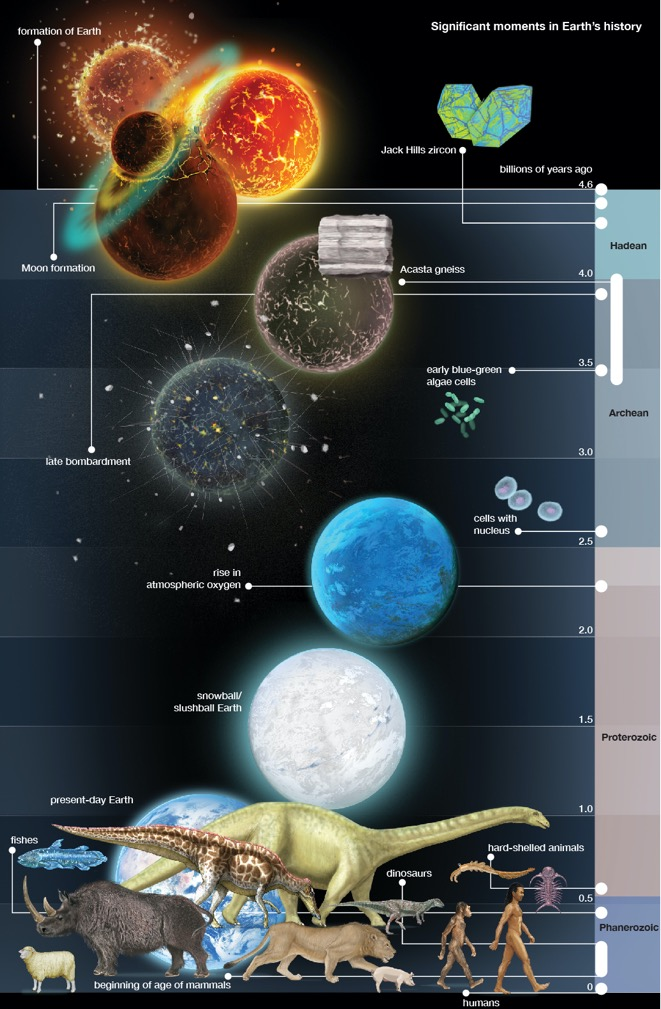 Significant moments in Earth's history
formation of Earth
Jack Hills zircon
billions of years ago
4.6
Hadean
Moon formation
Acasta gneiss
4.0
3.5
early blue-green
algae cells
Archean
3.0
late bombardment
cells with
nucleus
2.5
rise in
atmospheric oxygen
2.0
snowball/
slushball Earth
1.5
Proterozoic
present-day Earth
1.0
fishes
hard-shelled animals
dinosaurs
0.5
Phanerozoic
beginning of age of mammals
0
humans